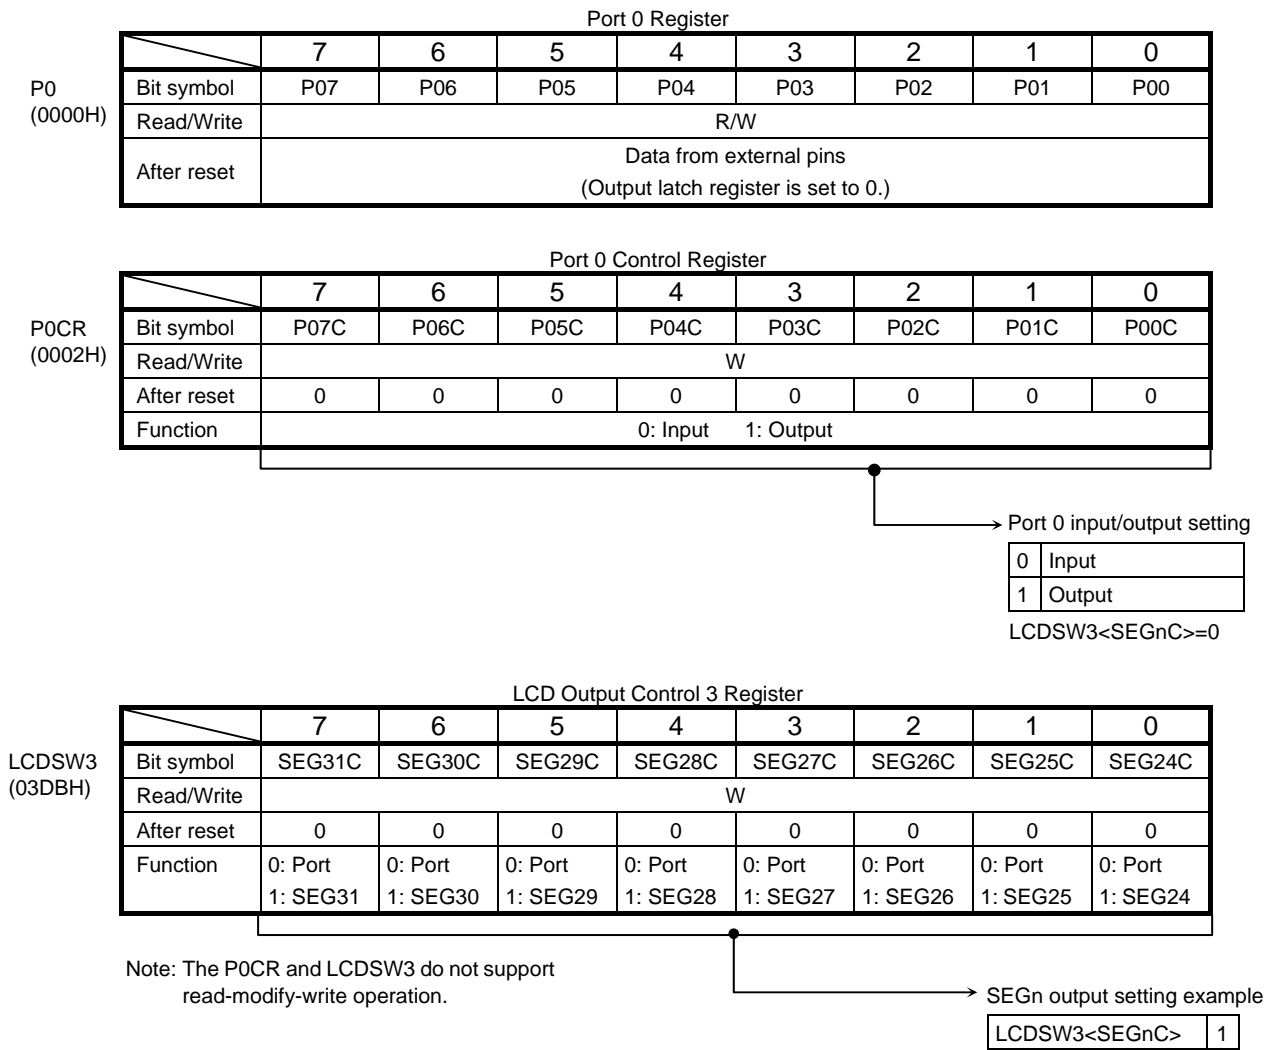 Port 0 Register
7 6 5 4 3 2 1 0
P0
(0000H)
Bit symbol P07 P06 P05 P04 P03 P02 P01 P00
Read/Write R/W
After reset Data from external pins
(Output latch register is set to 0.)
Port 0 Control Register
7 6 5 4 3 2 1 0
P0CR
(0002H)
Bit symbol P07C P06C P05C P04C P03C P02C P01C P00C
Read/Write W
After reset 0 0 0 0 0 0 0 0
Function 0: Input 1: Output
Port 0 input/output setting
0 Input
1 Output
LCDSW3<SEGnC>=0
LCD Output Control 3 Register
7 6 5 4 3 2 1 0
LCDSW3
(03DBH)
Bit symbol SEG31C SEG30C SEG29C SEG28C SEG27C SEG26C SEG25C SEG24C
Read/Write W
After reset 0 0 0 0 0 0 0 0
Function 0: Port 0: Port 0: Port 0: Port 0: Port 0: Port 0: Port 0: Port
1: SEG31 1: SEG30 1: SEG29 1: SEG28 1: SEG27 1: SEG26 1: SEG25 1: SEG24
Note: The P0CR and LCDSW3 do not support
read-modify-write operation.
SEGn output setting example
LCDSW3<SEGnC> 1